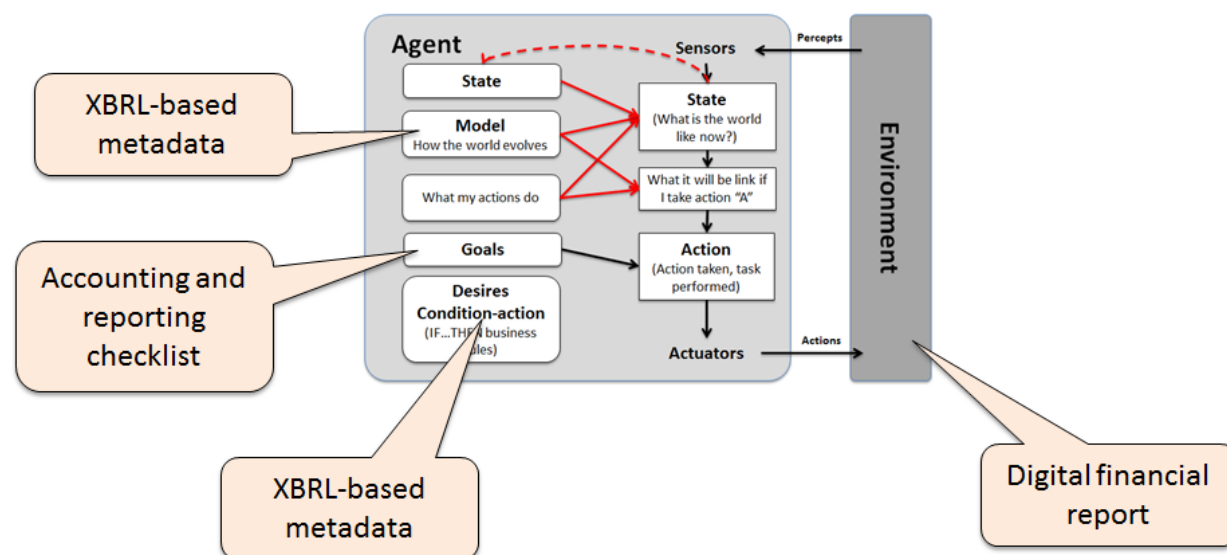 Agent
Sensors
Percepts
State
Model
How the world evolves
What my actions do
Goals
Desires
Condition-action
(IF...THEN business
State
(What is the world
like now?)
What it will be link if
I take action "A"
Action
(Action taken, task
performed)
Actuators
Actions
Environment
XBRL-based
metadata
Accounting and
reporting
checklist
XBRL-based
metadata
Digital financial
report